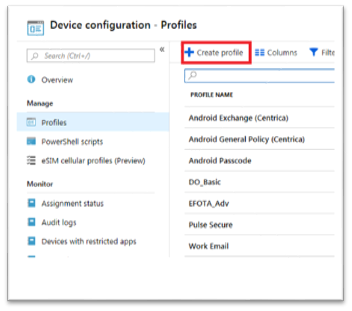 Device configuration - Profiles
Search (Ctrl+/)
«
Overview
Manage
Profiles
PowerShell scripts
eSIM cellular profiles (Preview)
Monitor
Assignment status
Audit logs
Devices with restricted apps
Create profile
Columns
Filte
PROFILE NAME
Android Exchange (Centrica)
Android General Policy (Centrica)
Android Passcode
DO_Basic
EFOTA_Adv
Pulse Secure
Work Email